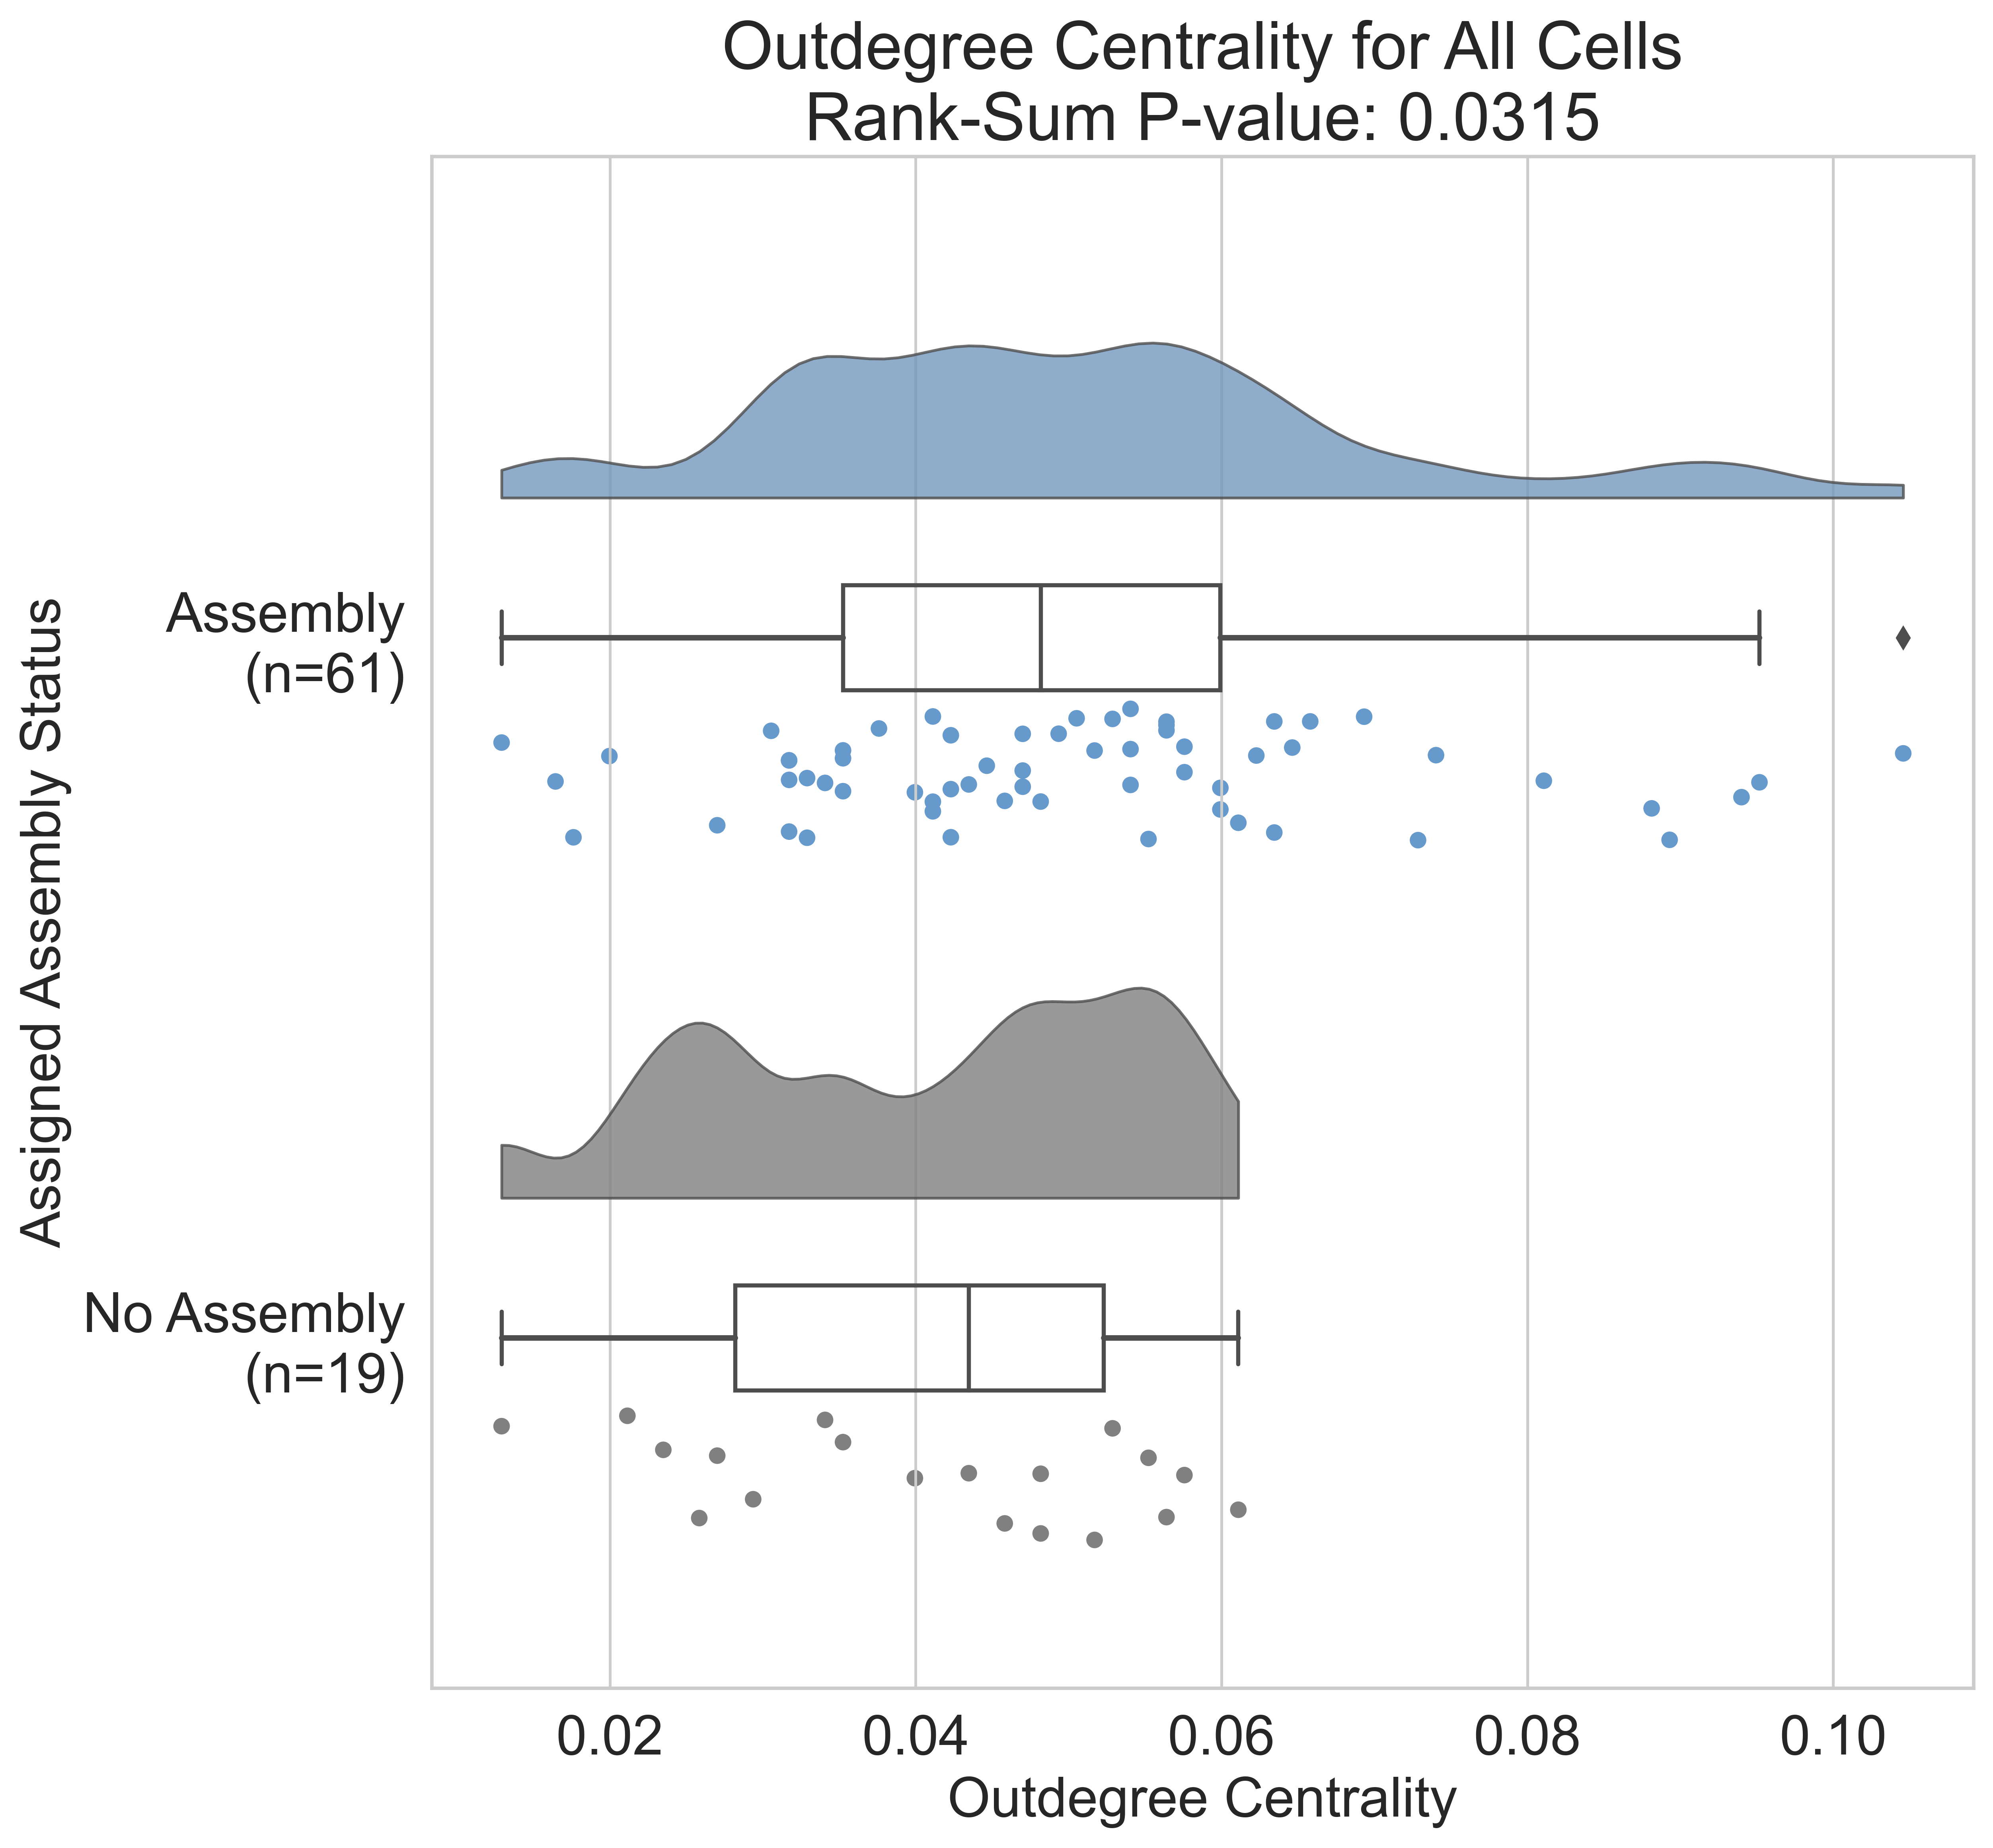 Outdegree Centrality for All Cells
Rank-Sum P-value: 0.0315
Assigned Assembly Status
Assembly
(n=61)
No Assembly
(n=19)
0.02
0.04
0.06
0.08
0.10
Outdegree Centrality